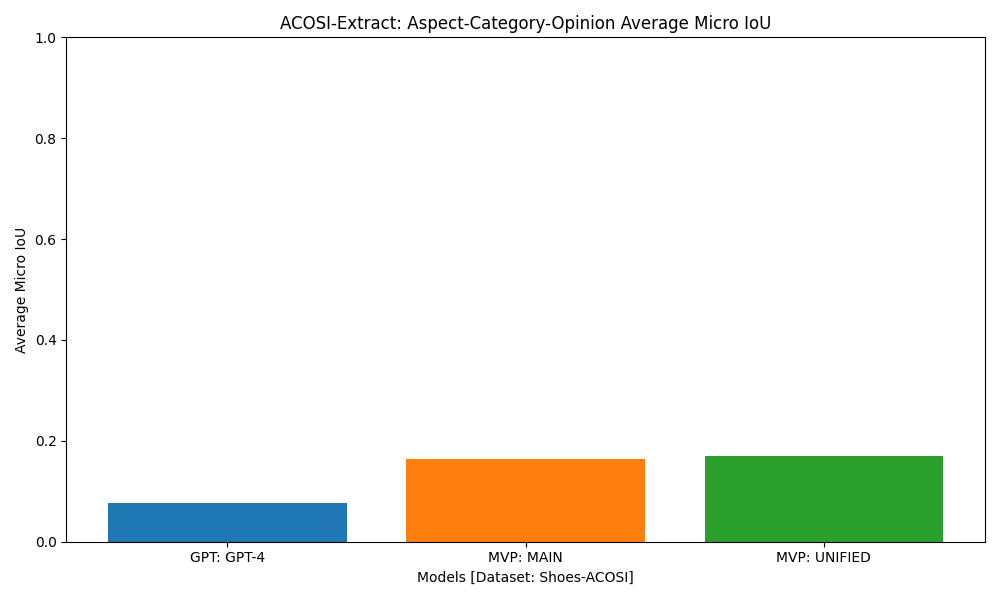 ACOSI-Extract: Aspect-Category-Opinion Average Micro IoU
1.0
0.8
0.6
0.4
0.2
0.0
Average Micro IoU
GPT: GPT-4
MVP: MAIN
MVP: UNIFIED
Models [Dataset: Shoes-ACOSI]